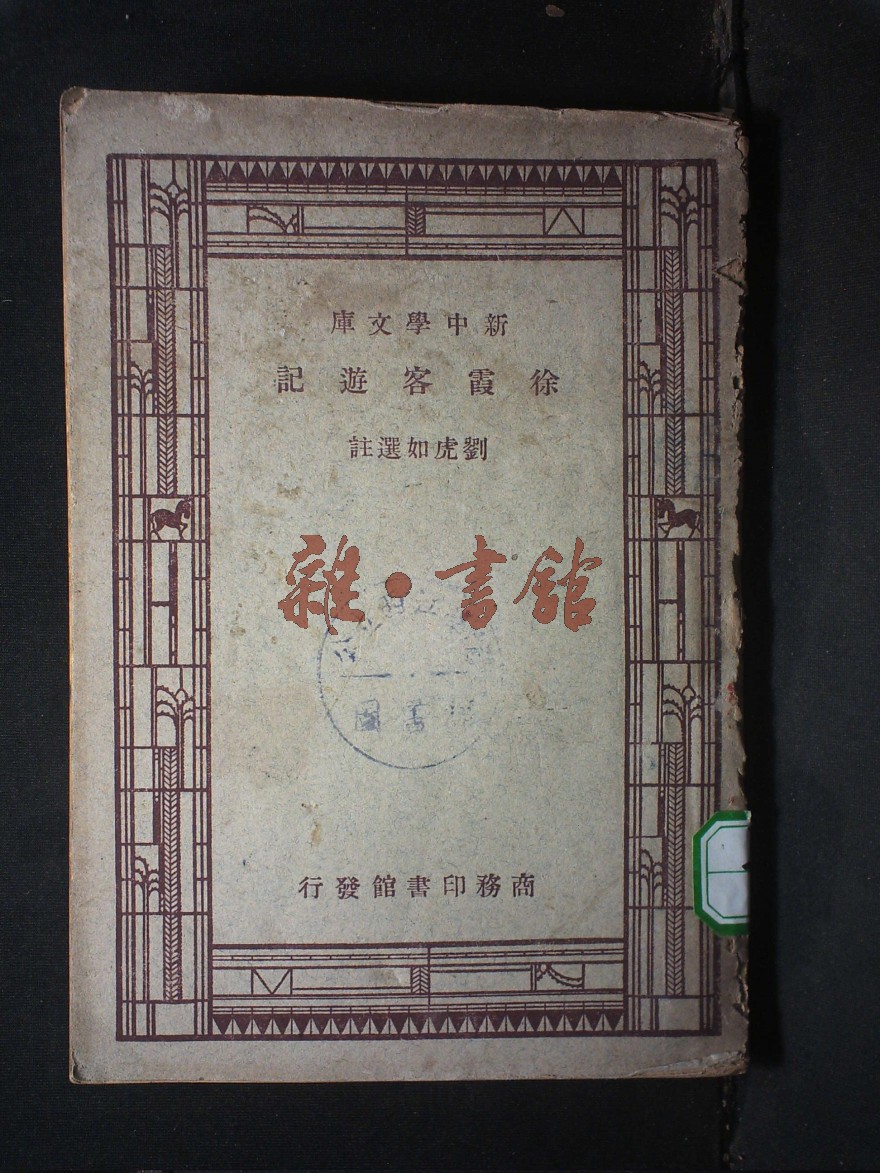 新中學文庫
徐霞客遊記
劉虎如選註
雜·書館
商務印書館發行